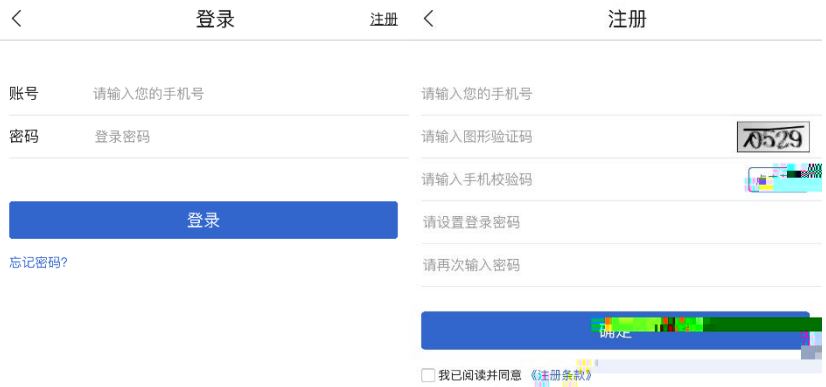 登录
注册
账号
请输入您的手机号
密码
登录密码
登录
忘记密码?
注册
请输入您的手机号
请输入图形验证码
0529
请输入手机校验码
请设置登录密码
请再次输入密码
确定
我已阅读并同意 《注册条款》